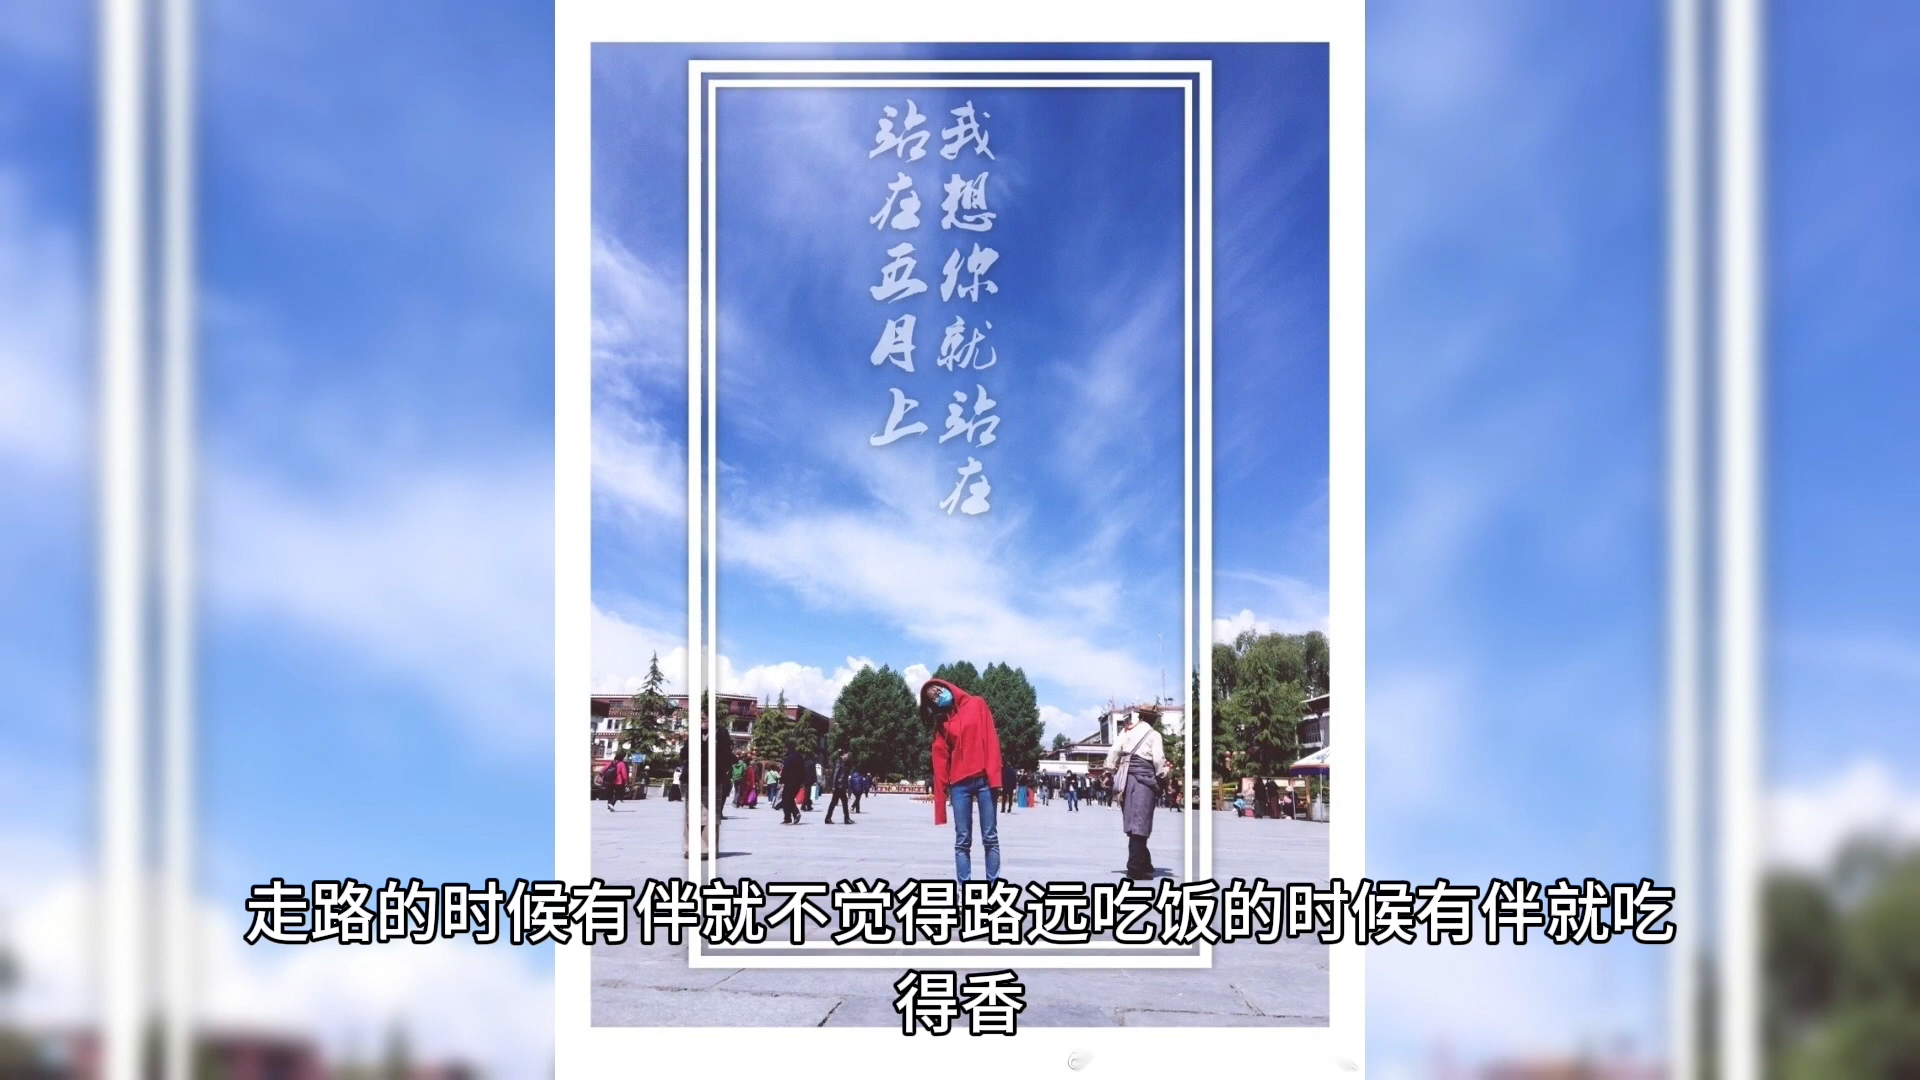 我想你就站在
站在五月上
走路的时候有伴就不觉得路远吃饭的时候有伴就吃
得香